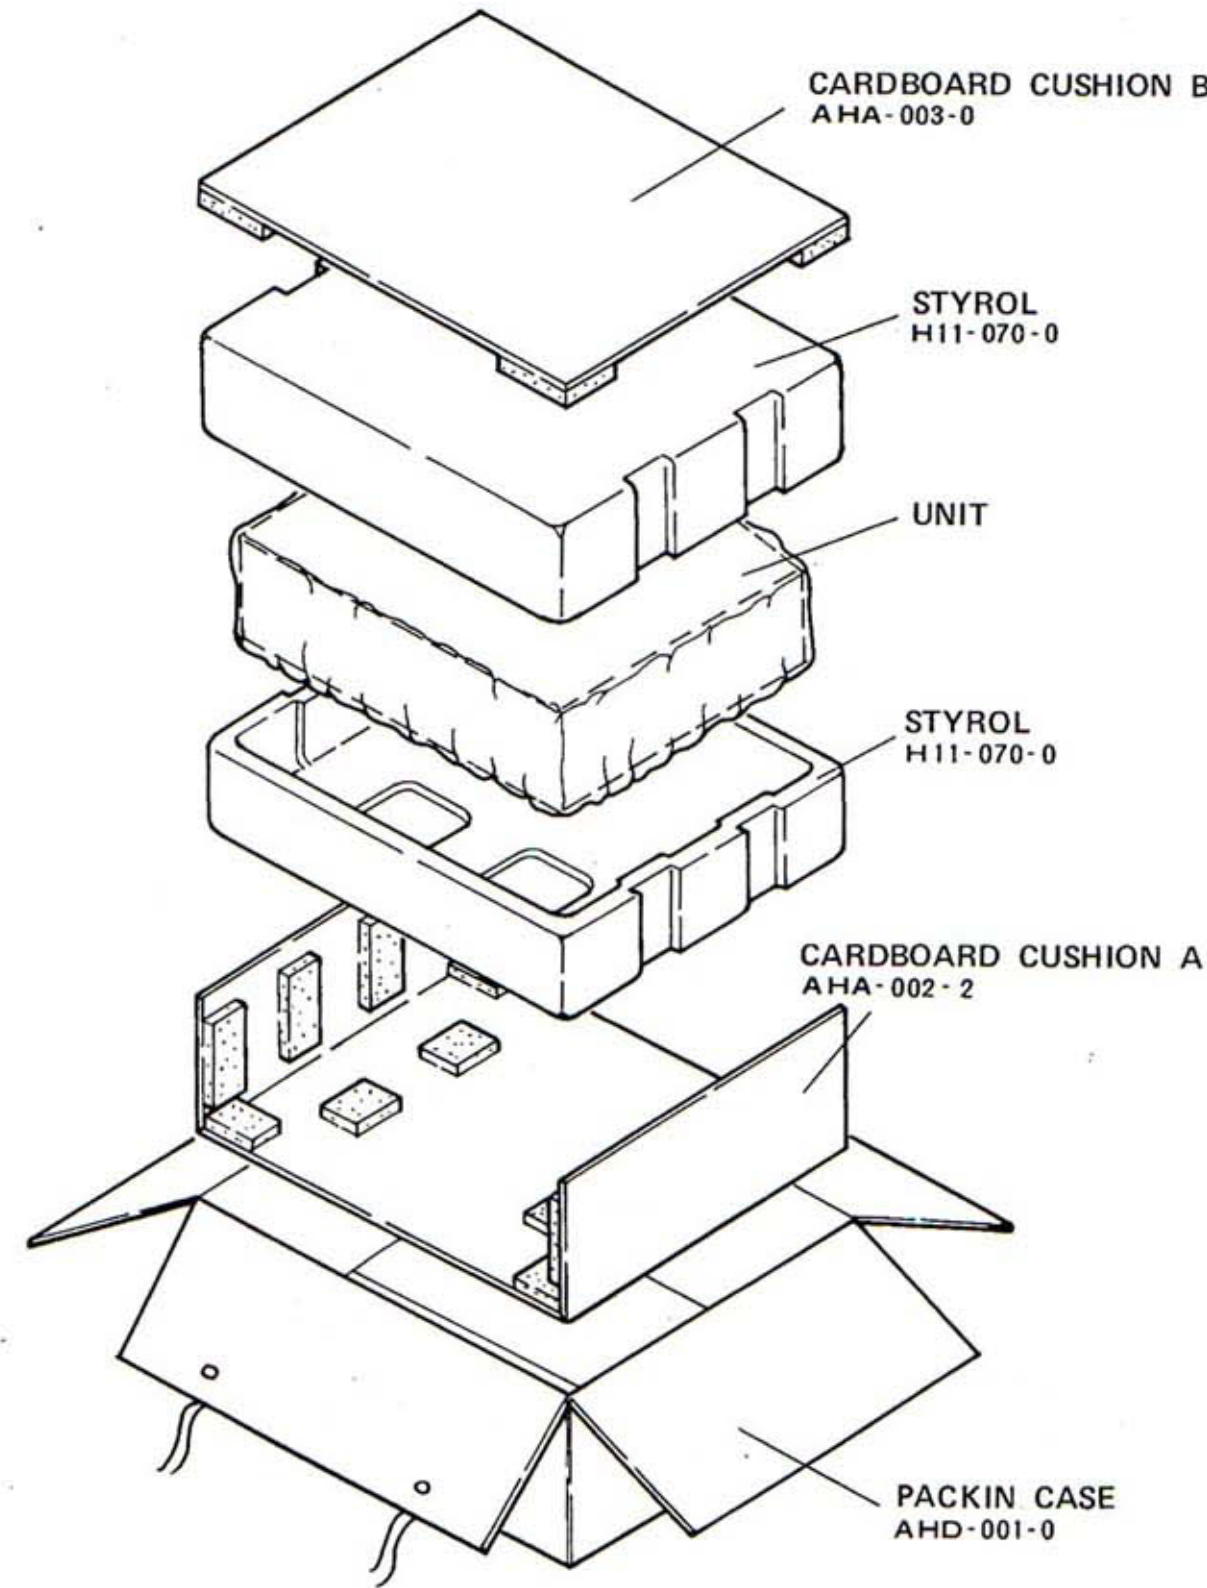 CARDBOARD CUSHION B
AHA-003-0
STYROL
H11-070-0
UNIT
STYROL
H11-070-0
CARDBOARD CUSHION A
AHA-002-2
PACKIN CASE
AHD-001-0